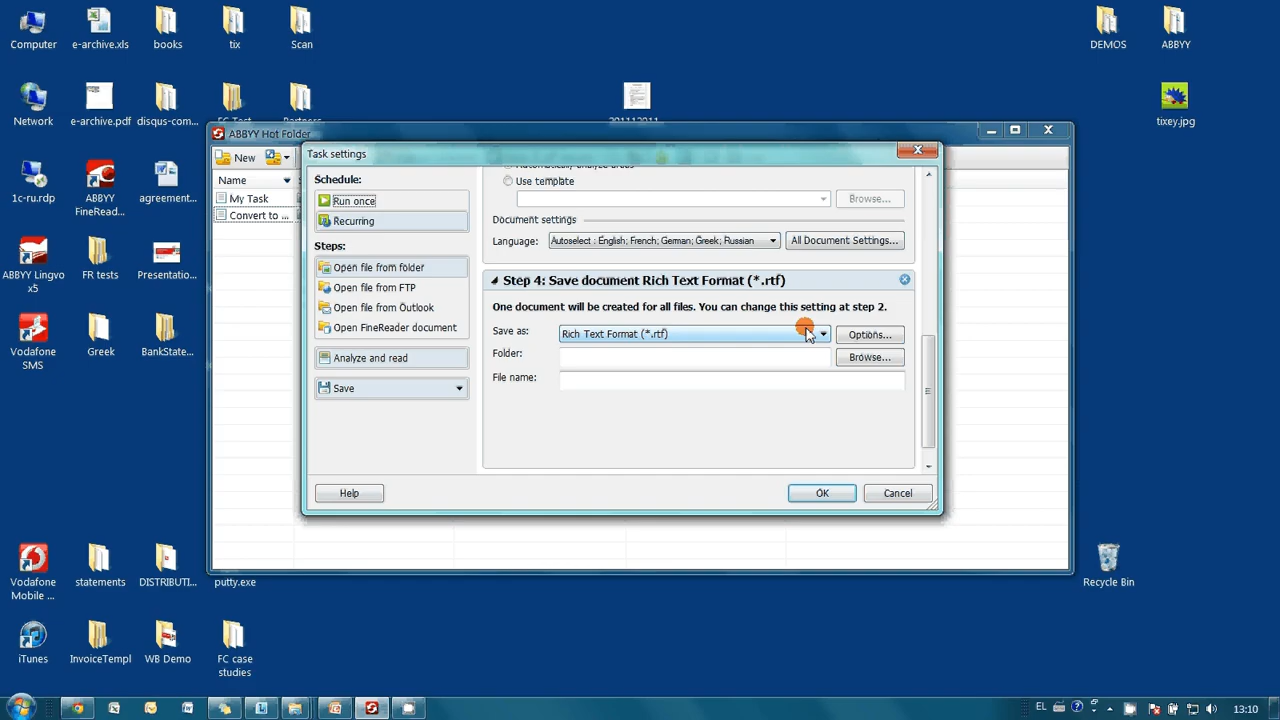 Computer
e-archive.xls
books
tix
Scan
DEMOS
ABBYY
Network
e-archive.pdf
disqus-com...
FC Test
Partners
tixey.jpg
1c-ru.rdp
ABBYY
FineRead...
agreement...
ABBYY Lingvo
x5
FR tests
Presentatio...
Vodafone
SMS
Greek
BankState...
Vodafone
Mobile ...
statements
DISTRIBUTI...
putty.exe
Recycle Bin
iTunes
InvoiceTempl
WB Demo
FC case
studies
ABBYY Hot Folder
New
Name
My Task
Convert to ...
Task settings
Schedule:
Run once
Recurring
Steps:
Open file from folder
Open file from FTP
Open file from Outlook
Open FineReader document
Analyze and read
Save
Use template
Browse...
Document settings
Language:
Autoselect : English; French; German; Greek; Russian
All Document Settings...
Step 4: Save document Rich Text Format (*.rtf)
One document will be created for all files. You can change this setting at step 2.
Save as:
Rich Text Format (*.rtf)
Options...
Folder:
Browse...
File name:
Help
OK
Cancel
EL
13:10